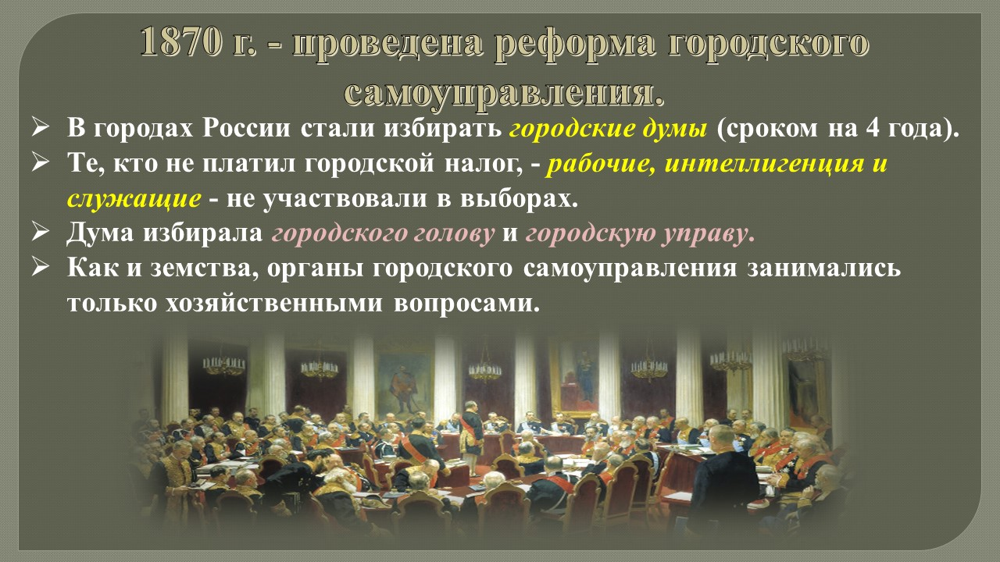 1870 г. - проведена реформа городского
самоуправления.
➢ В городах России стали избирать городские думы (сроком на 4 года).
➢ Те, кто не платил городской налог, - рабочие, интеллигенция и
служащие - не участвовали в выборах.
➢ Дума избирала городского голову и городскую управу.
➢ Как и земства, органы городского самоуправления занимались
только хозяйственными вопросами.